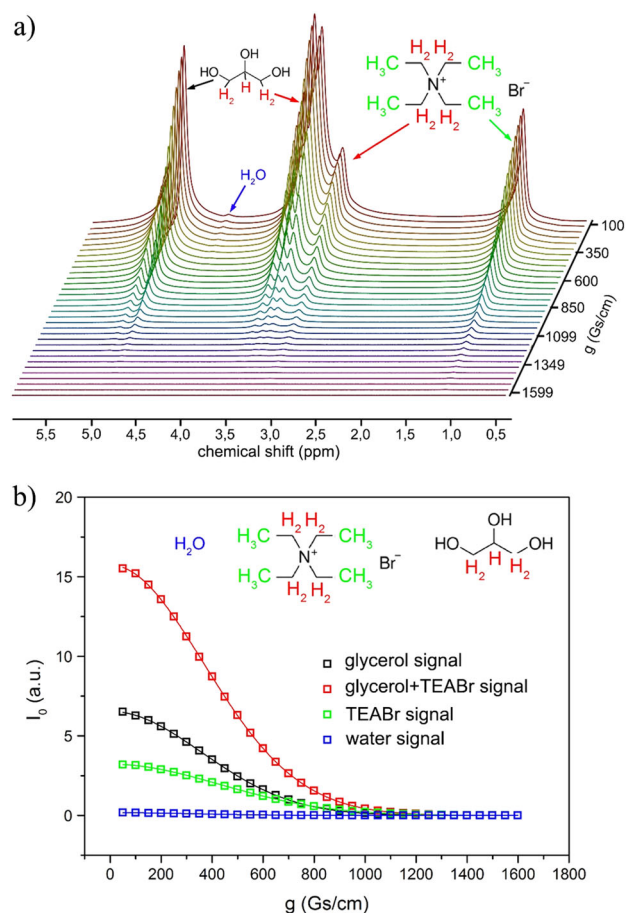 a)
OH
HO OH
H₂ H H₂
H₂ H₂
H₃C CH₃
N⁺ Br⁻
H₃C CH₃
H₂ H₂
H₂O
100
350
600
850
1099
1349
1599
g (Gs/cm)
5,5 5,0 4,5 4,0 3,5 3,0 2,5 2,0 1,5 1,0 0,5
chemical shift (ppm)
b)
20
15
10
5
0
I₀ (a.u.)
H₂O
H₂ H₂
H₃C CH₃
N⁺ Br⁻
H₃C CH₃
H₂ H₂
OH
HO OH
H₂ H H₂
glycerol signal
glycerol+TEABr signal
TEABr signal
water signal
0 200 400 600 800 1000 1200 1400 1600 1800
g (Gs/cm)